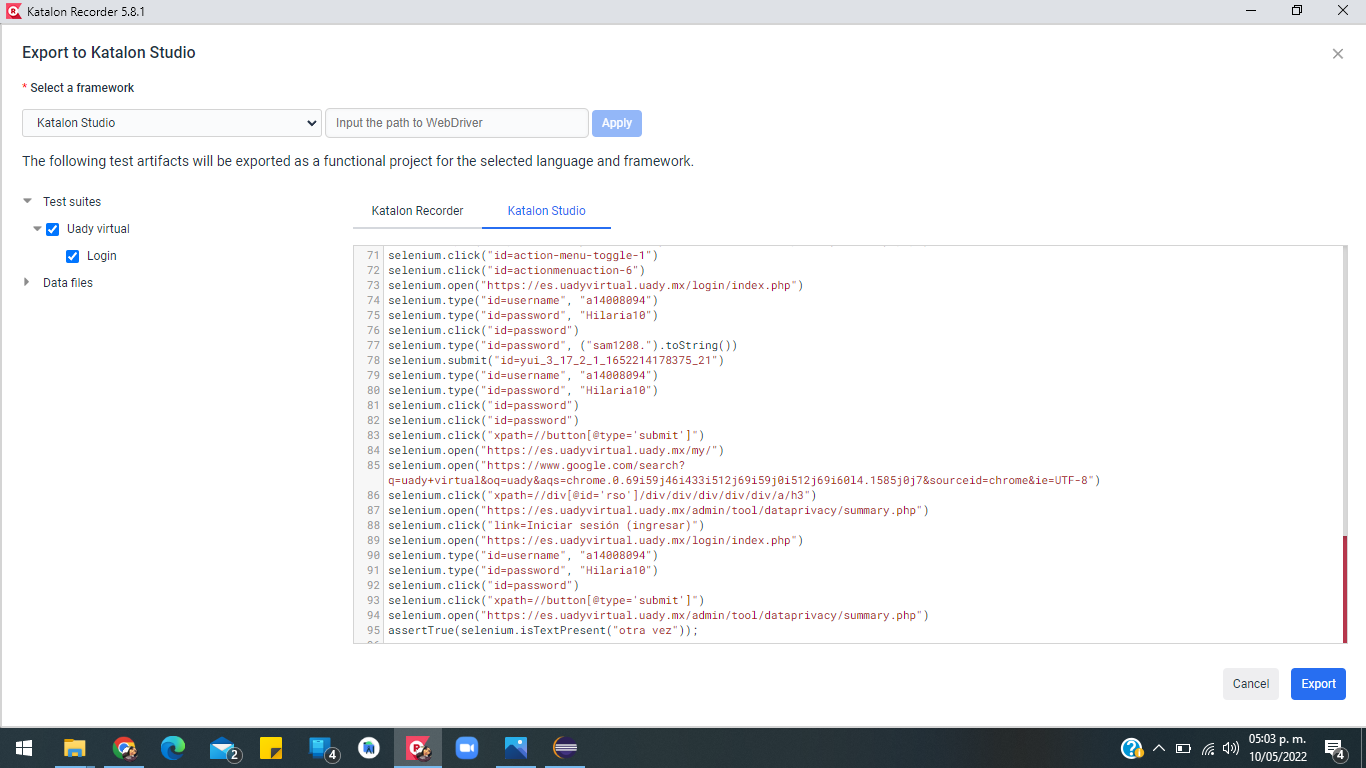 Katalon Recorder 5.8.1
Export to Katalon Studio
* Select a framework
Katalon Studio
Input the path to WebDriver
Apply
The following test artifacts will be exported as a functional project for the selected language and framework.
Test suites
Uady virtual
Login
Data files
Katalon Recorder
Katalon Studio
71 selenium.click("id=action-menu-toggle-1")
72 selenium.click("id=actionmenuaction-6")
73 selenium.open("https://es.uadyvirtual.uady.mx/login/index.php")
74 selenium.type("id=username", "a14008094")
75 selenium.type("id=password", "Hilaria10")
76 selenium.click("id=password")
77 selenium.type("id=password", ("sam1208.").toString())
78 selenium.submit("id=yui_3_17_2_1_1652214178375_21")
79 selenium.type("id=username", "a14008094")
80 selenium.type("id=password", "Hilaria10")
81 selenium.click("id=password")
82 selenium.click("id=password")
83 selenium.click("xpath=//button[@type='submit']")
84 selenium.open("https://es.uadyvirtual.uady.mx/my/")
85 selenium.open("https://www.google.com/search?
q=uady+virtual&oq=uady&aqs=chrome.0.69i59j46i433i512j69i59j0i512j69i60l4.1585j0j7&sourceid=chrome&ie=UTF-8")
86 selenium.click("xpath=//div[@id='rso']/div/div/div/div/div/a/h3")
87 selenium.open("https://es.uadyvirtual.uady.mx/admin/tool/dataprivacy/summary.php")
88 selenium.click("link=Iniciar sesión (ingresar)")
89 selenium.open("https://es.uadyvirtual.uady.mx/login/index.php")
90 selenium.type("id=username", "a14008094")
91 selenium.type("id=password", "Hilaria10")
92 selenium.click("id=password")
93 selenium.click("xpath=//button[@type='submit']")
94 selenium.open("https://es.uadyvirtual.uady.mx/admin/tool/dataprivacy/summary.php")
95 assertTrue(selenium.isTextPresent("otra vez"));
Cancel
Export
2
4
05:03 p. m.
10/05/2022
4